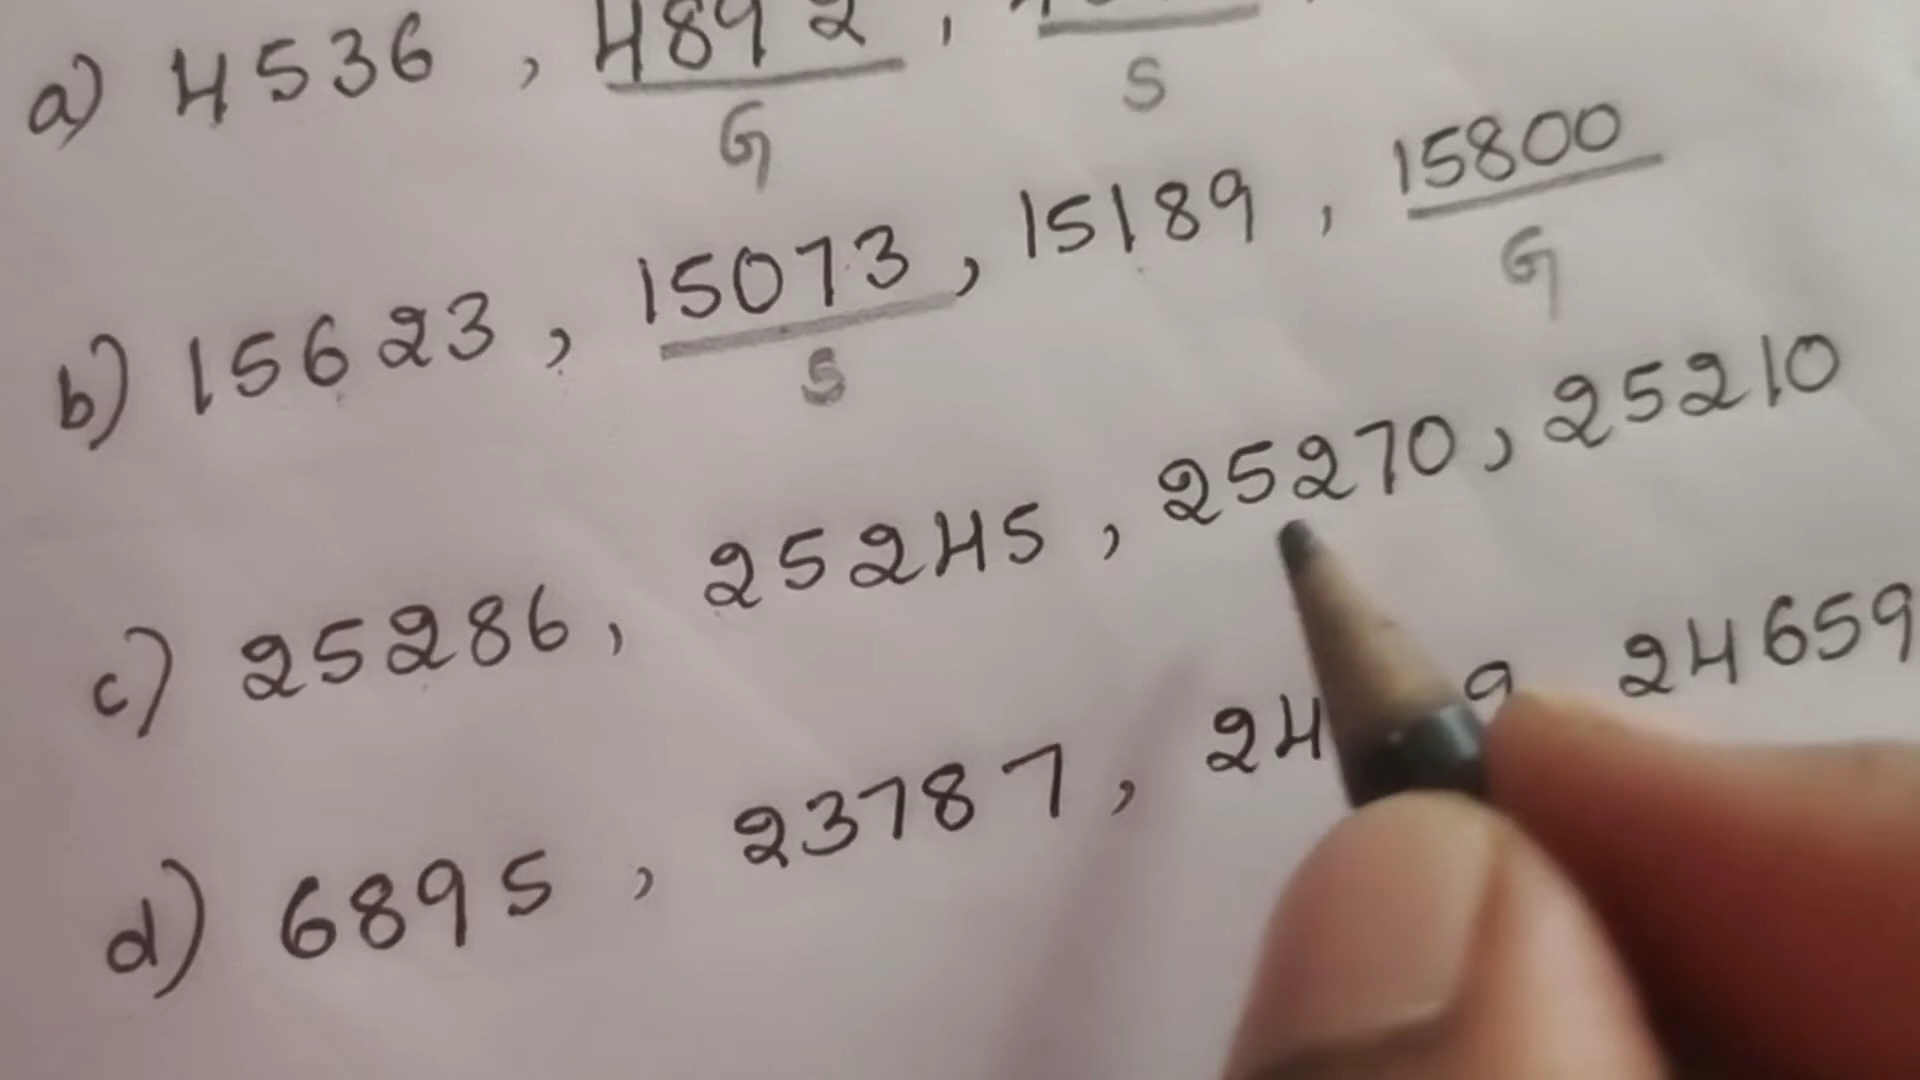 a) 4536 , 4892 ,
G S
b) 15623 , 15073 , 15189 , 15800
S G
c) 25286 , 25245 , 25270 , 25210
d) 6895 , 23787 , 24659